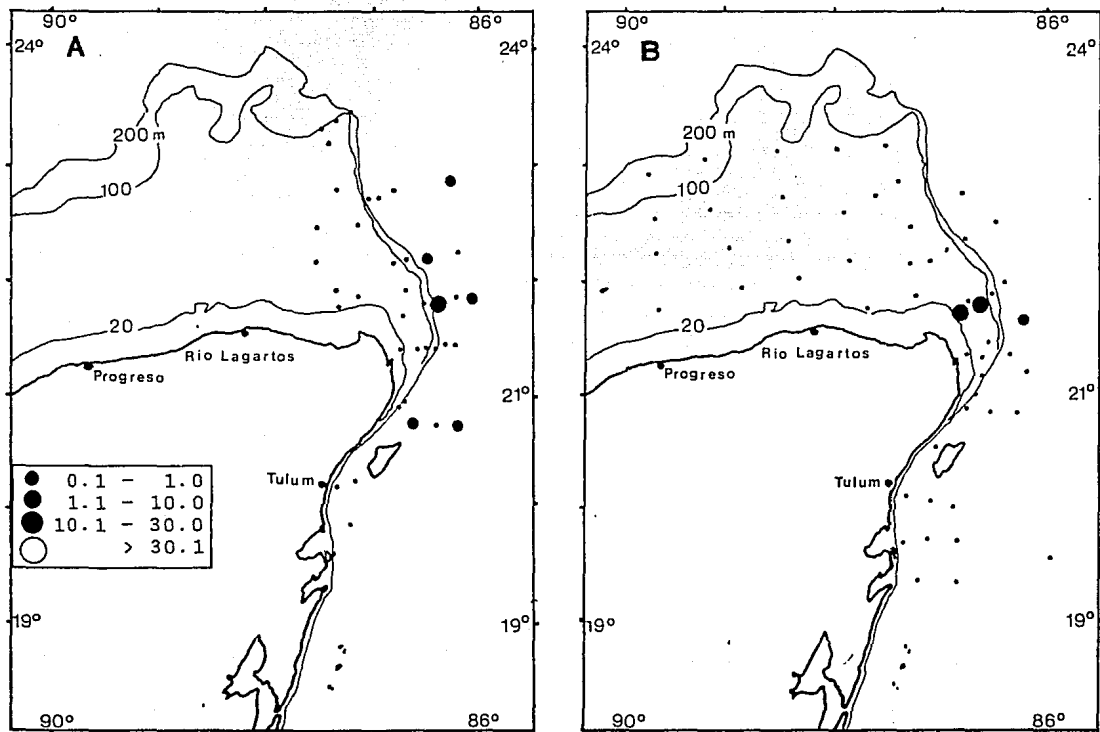 90° 86°
A
24° 24°
200 m
100
20
Rio Lagartos
Progreso
21°
Tulum
0.1 - 1.0
1.1 - 10.0
10.1 - 30.0
> 30.1
19°
90° 86°
90° 86°
B
24° 24°
200 m
100
20
Rio Lagartos
Progreso
21°
Tulum
19° 19°
90° 86°